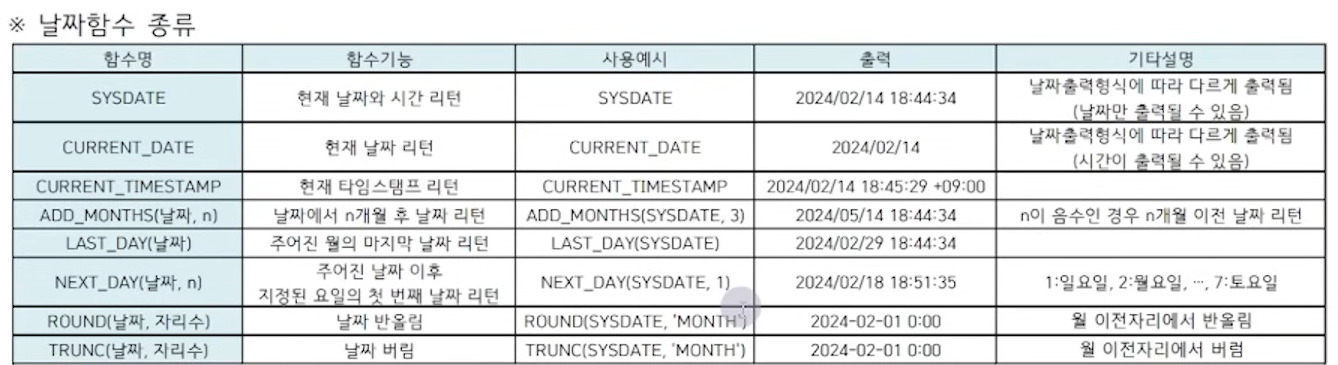 ※ 날짜함수 종류
함수명 함수기능 사용예시 출력 기타설명
SYSDATE 현재 날짜와 시간 리턴 SYSDATE 2024/02/14 18:44:34 날짜출력형식에 따라 다르게 출력됨
(날짜만 출력될 수 있음)
CURRENT_DATE 현재 날짜 리턴 CURRENT_DATE 2024/02/14 날짜출력형식에 따라 다르게 출력됨
(시간이 출력될 수 있음)
CURRENT_TIMESTAMP 현재 타임스탬프 리턴 CURRENT_TIMESTAMP 2024/02/14 18:45:29 +09:00
ADD_MONTHS(날짜, n) 날짜에서 n개월 후 날짜 리턴 ADD_MONTHS(SYSDATE, 3) 2024/05/14 18:44:34 n이 음수인 경우 n개월 이전 날짜 리턴
LAST_DAY(날짜) 주어진 월의 마지막 날짜 리턴 LAST_DAY(SYSDATE) 2024/02/29 18:44:34
NEXT_DAY(날짜, n) 주어진 날짜 이후
지정된 요일의 첫 번째 날짜 리턴 NEXT_DAY(SYSDATE, 1) 2024/02/18 18:51:35 1:일요일, 2:월요일, …, 7:토요일
ROUND(날짜, 자리수) 날짜 반올림 ROUND(SYSDATE, 'MONTH') 2024-02-01 0:00 월 이전자리에서 반올림
TRUNC(날짜, 자리수) 날짜 버림 TRUNC(SYSDATE, 'MONTH') 2024-02-01 0:00 월 이전자리에서 버림